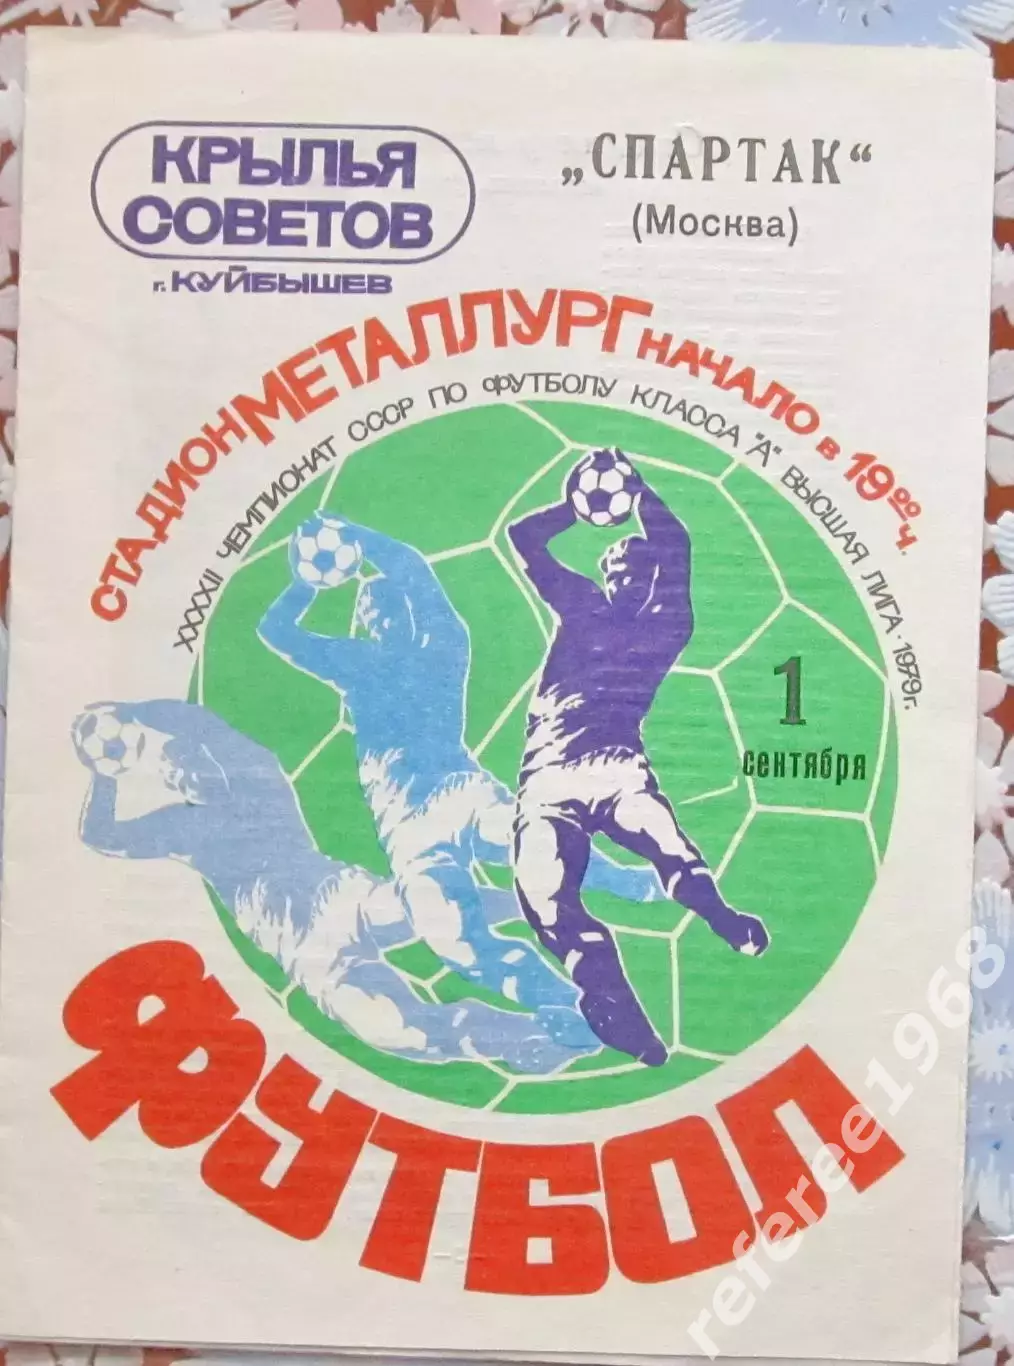 КРЫЛЬЯ
СОВЕТОВ
г. КУЙБЫШЕВ
„СПАРТАК“
(Москва)
СТАДИОН МЕТАЛЛУРГ НАЧАЛО В 19 00 Ч.
XXXXII ЧЕМПИОНАТ СССР ПО ФУТБОЛУ КЛАССА "А" ВЫСШАЯ ЛИГА·1979г.
1
сентября
ФУТБОЛ
referee1968